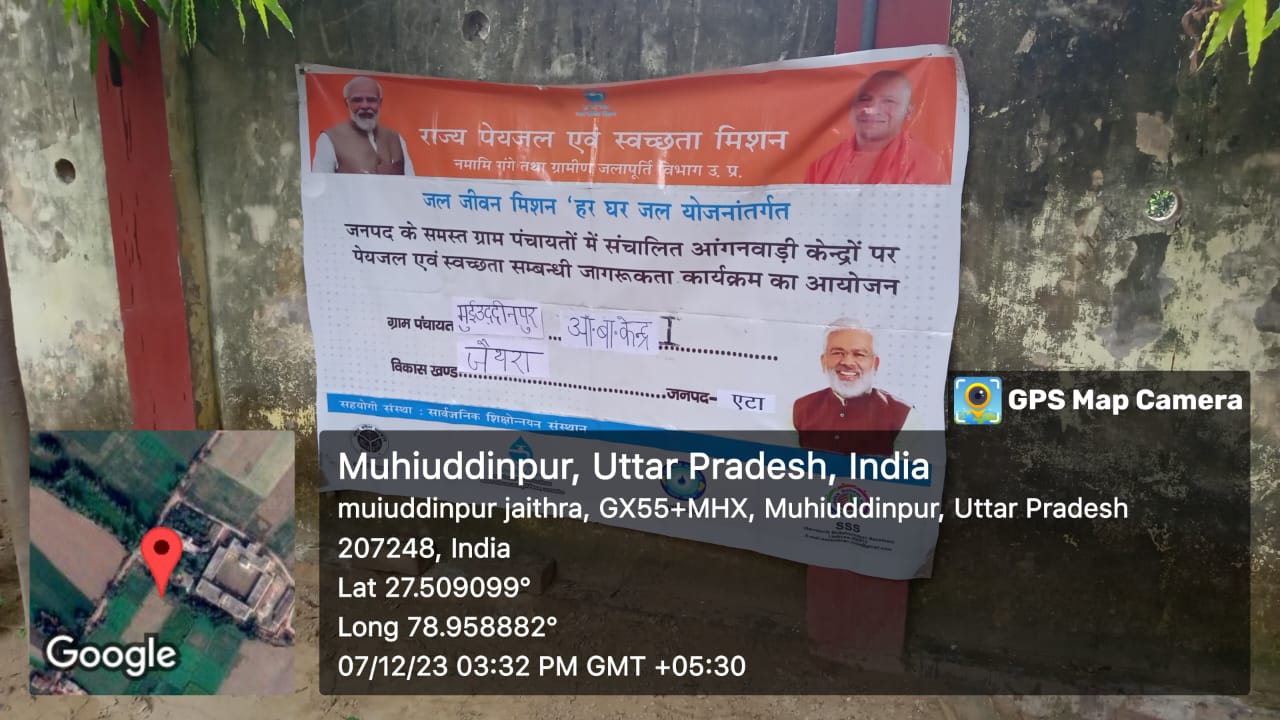 राज्य पेयजल एवं स्वच्छता मिशन
नमामि गंगे तथा ग्रामीण जलापूर्ति विभाग उ. प्र.
जल जीवन मिशन 'हर घर जल योजनांतर्गत
जनपद के समस्त ग्राम पंचायतों में संचालित आंगनवाड़ी केन्द्रों पर
पेयजल एवं स्वच्छता सम्बन्धी जागरूकता कार्यक्रम का आयोजन
ग्राम पंचायत मुईउद्दीनपुर ... आँ॰बा॰केन्द्र I
विकास खण्ड जैथरा जनपद- एटा
सहयोगी संस्था : सार्वजनिक शिक्षोन्नयन संस्थान
SSS
GPS Map Camera
Muhiuddinpur, Uttar Pradesh, India
muiuddinpur jaithra, GX55+MHX, Muhiuddinpur, Uttar Pradesh
207248, India
Lat 27.509099°
Long 78.958882°
07/12/23 03:32 PM GMT +05:30
Google